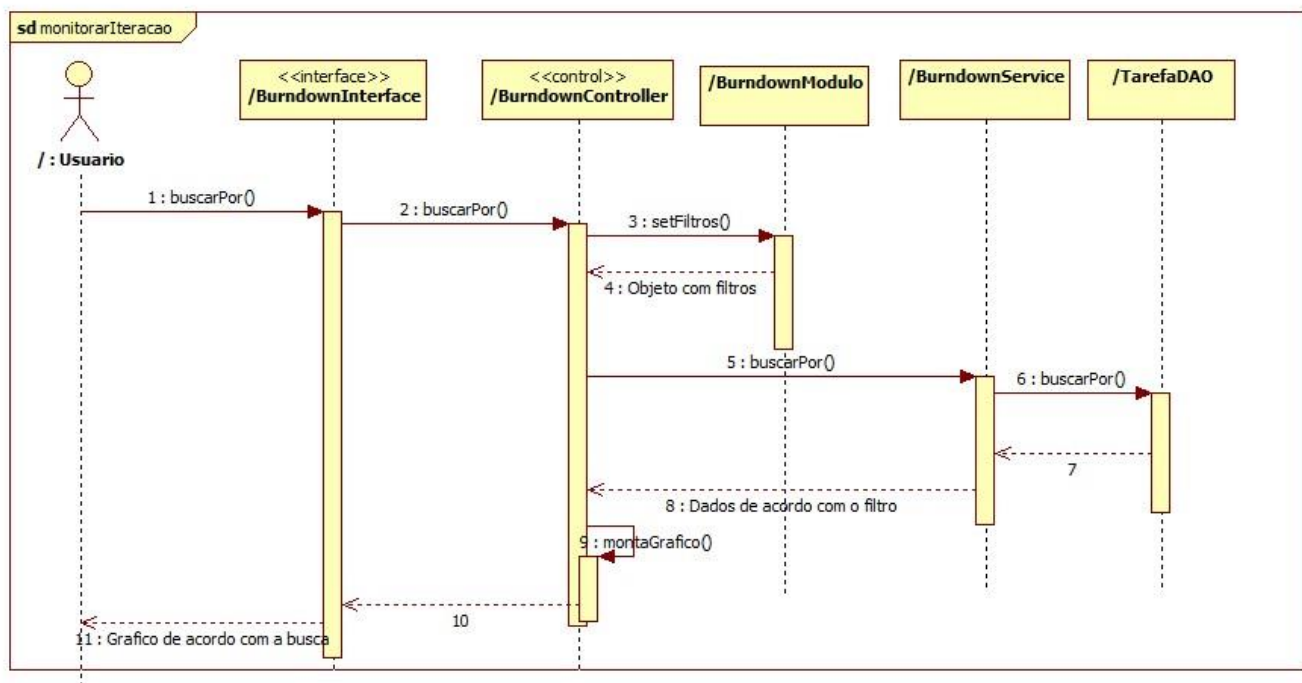 sd monitorarIteracao
/ : Usuario
<<interface>>
/BurndownInterface
<<control>>
/BurndownController
/BurndownModulo
/BurndownService
/TarefaDAO
1 : buscarPor()
2 : buscarPor()
3 : setFiltros()
4 : Objeto com filtros
5 : buscarPor()
6 : buscarPor()
7
8 : Dados de acordo com o filtro
9 : montaGrafico()
10
11 : Grafico de acordo com a busca